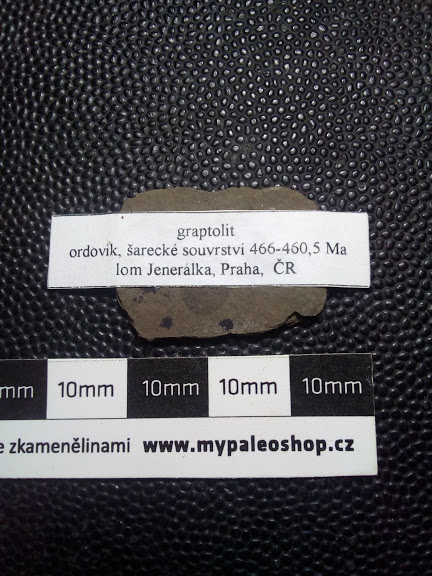 graptolit
ordovik, šarecké souvrství 466-460,5 Ma
lom Jenerálka, Praha, ČR
mm 10mm 10mm 10mm 10mm
e zkamenělinami www.mypaleoshop.cz